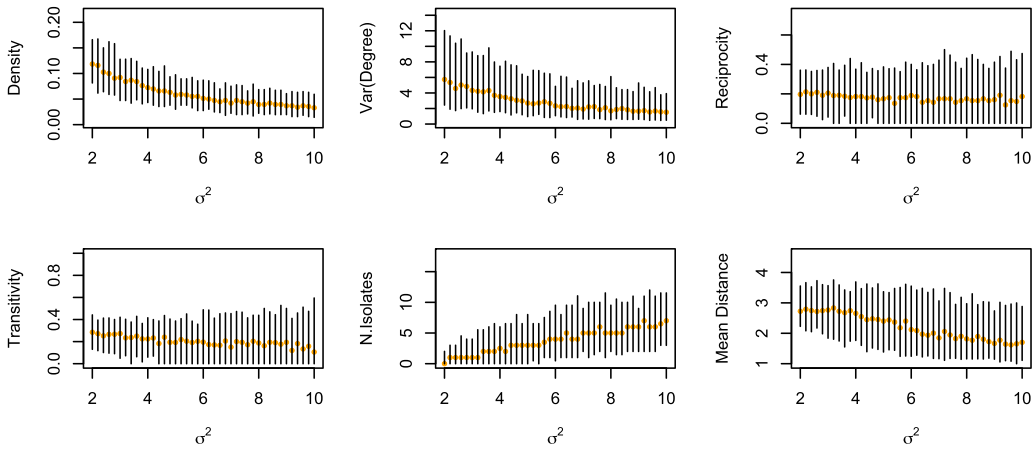 Density
0.00 0.10 0.20
2 4 6 8 10
σ²
Var(Degree)
0 4 8 12
2 4 6 8 10
σ²
Reciprocity
0.0 0.4
2 4 6 8 10
σ²
Transitivity
0.0 0.4 0.8
2 4 6 8 10
σ²
N.Isolates
0 5 10
2 4 6 8 10
σ²
Mean Distance
1 2 3 4
2 4 6 8 10
σ²